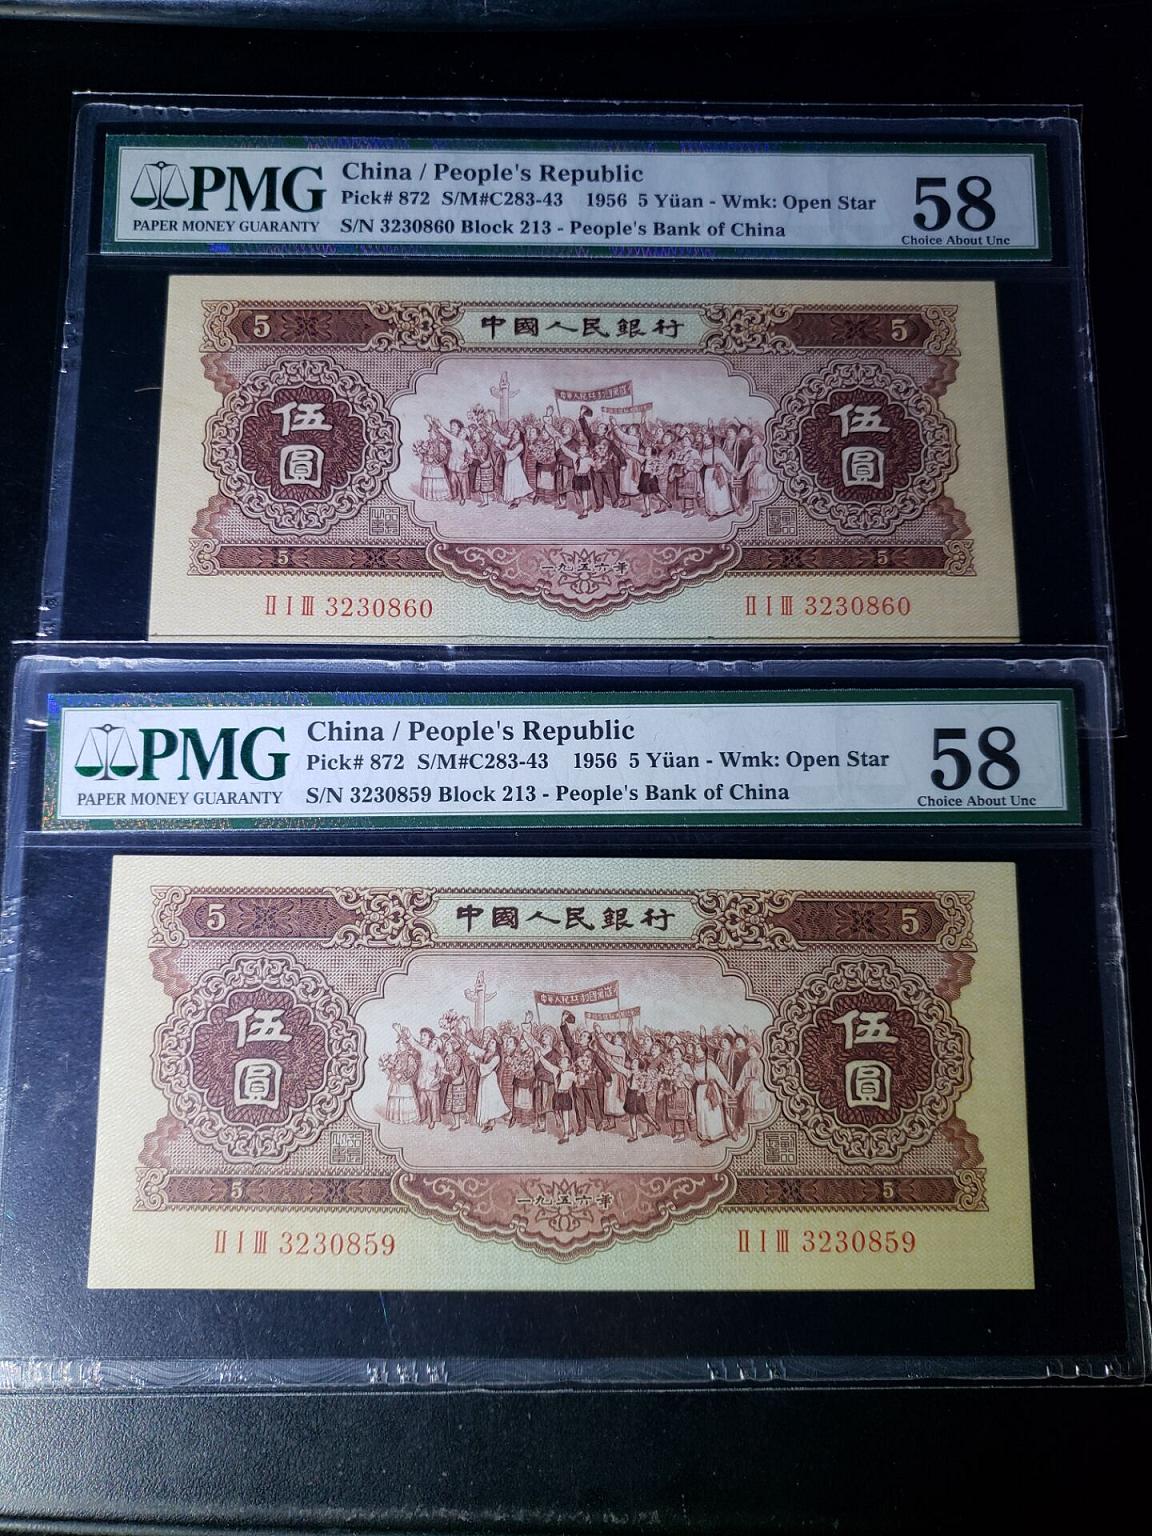 PMG
PAPER MONEY GUARANTY
China / People's Republic
Pick# 872 S/M#C283-43 1956 5 Yüan - Wmk: Open Star
S/N 3230860 Block 213 - People's Bank of China
58
Choice About Unc
5 中國人民銀行 5
伍圓 伍圓
5 一九五六年 5
II I III 3230860 II I III 3230860
PMG
PAPER MONEY GUARANTY
China / People's Republic
Pick# 872 S/M#C283-43 1956 5 Yüan - Wmk: Open Star
S/N 3230859 Block 213 - People's Bank of China
58
Choice About Unc
5 中國人民銀行 5
伍圓 伍圓
5 一九五六年 5
II I III 3230859 II I III 3230859